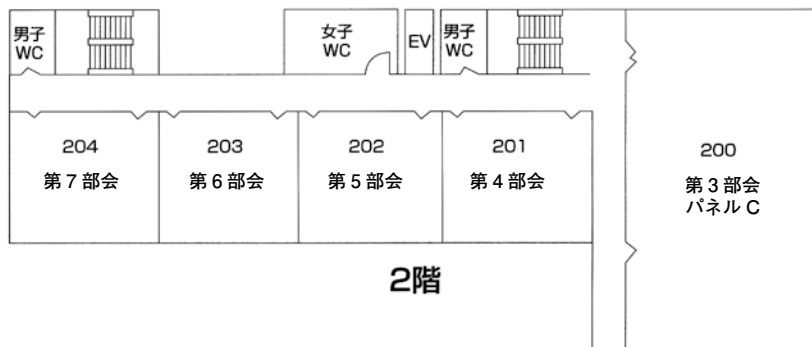 男子
WC
女子
WC
EV
男子
WC
204
第７部会
203
第６部会
202
第５部会
201
第４部会
200
第３部会
パネル C
2階